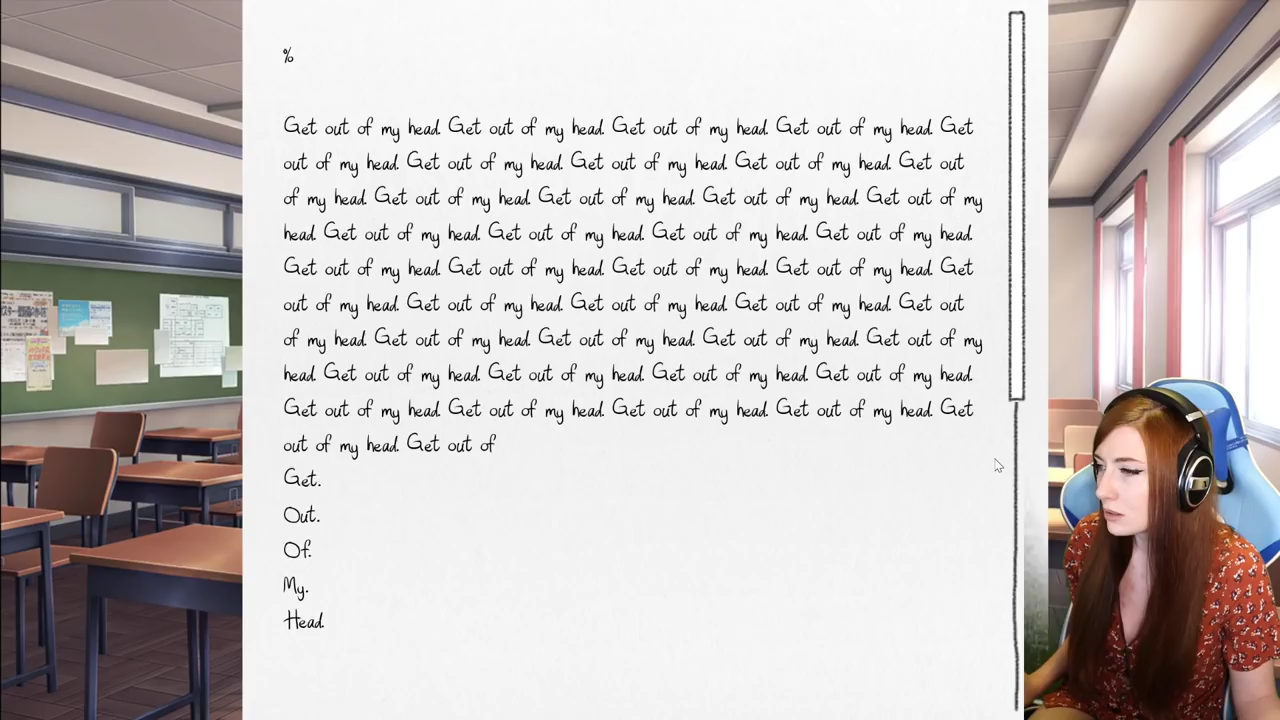 %
Get out of my head. Get out of my head. Get out of my head. Get out of my head. Get
out of my head. Get out of my head. Get out of my head. Get out of my head. Get out
of my head. Get out of my head. Get out of my head. Get out of my head. Get out of my
head. Get out of my head. Get out of my head. Get out of my head. Get out of my head.
Get out of my head. Get out of my head. Get out of my head. Get out of my head. Get
out of my head. Get out of my head. Get out of my head. Get out of my head. Get out
of my head. Get out of my head. Get out of my head. Get out of my head. Get out of my
head. Get out of my head. Get out of my head. Get out of my head. Get out of my head.
Get out of my head. Get out of my head. Get out of my head. Get out of my head. Get
out of my head. Get out of
Get.
Out.
Of.
My.
Head.